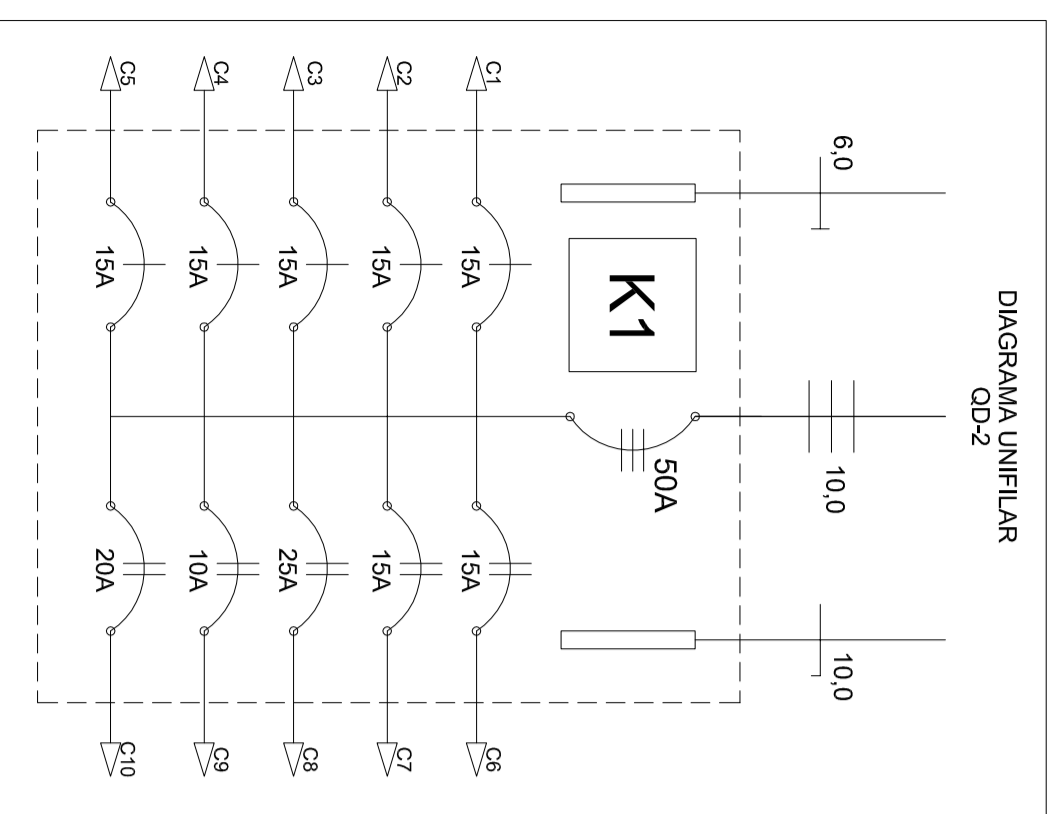 DIAGRAMA UNIFILAR
QD-2
6,0
10,0
10,0
K1
50A
C1
15A
15A
C6
C2
15A
15A
C7
C3
15A
25A
C8
C4
15A
10A
C9
C5
15A
20A
C10